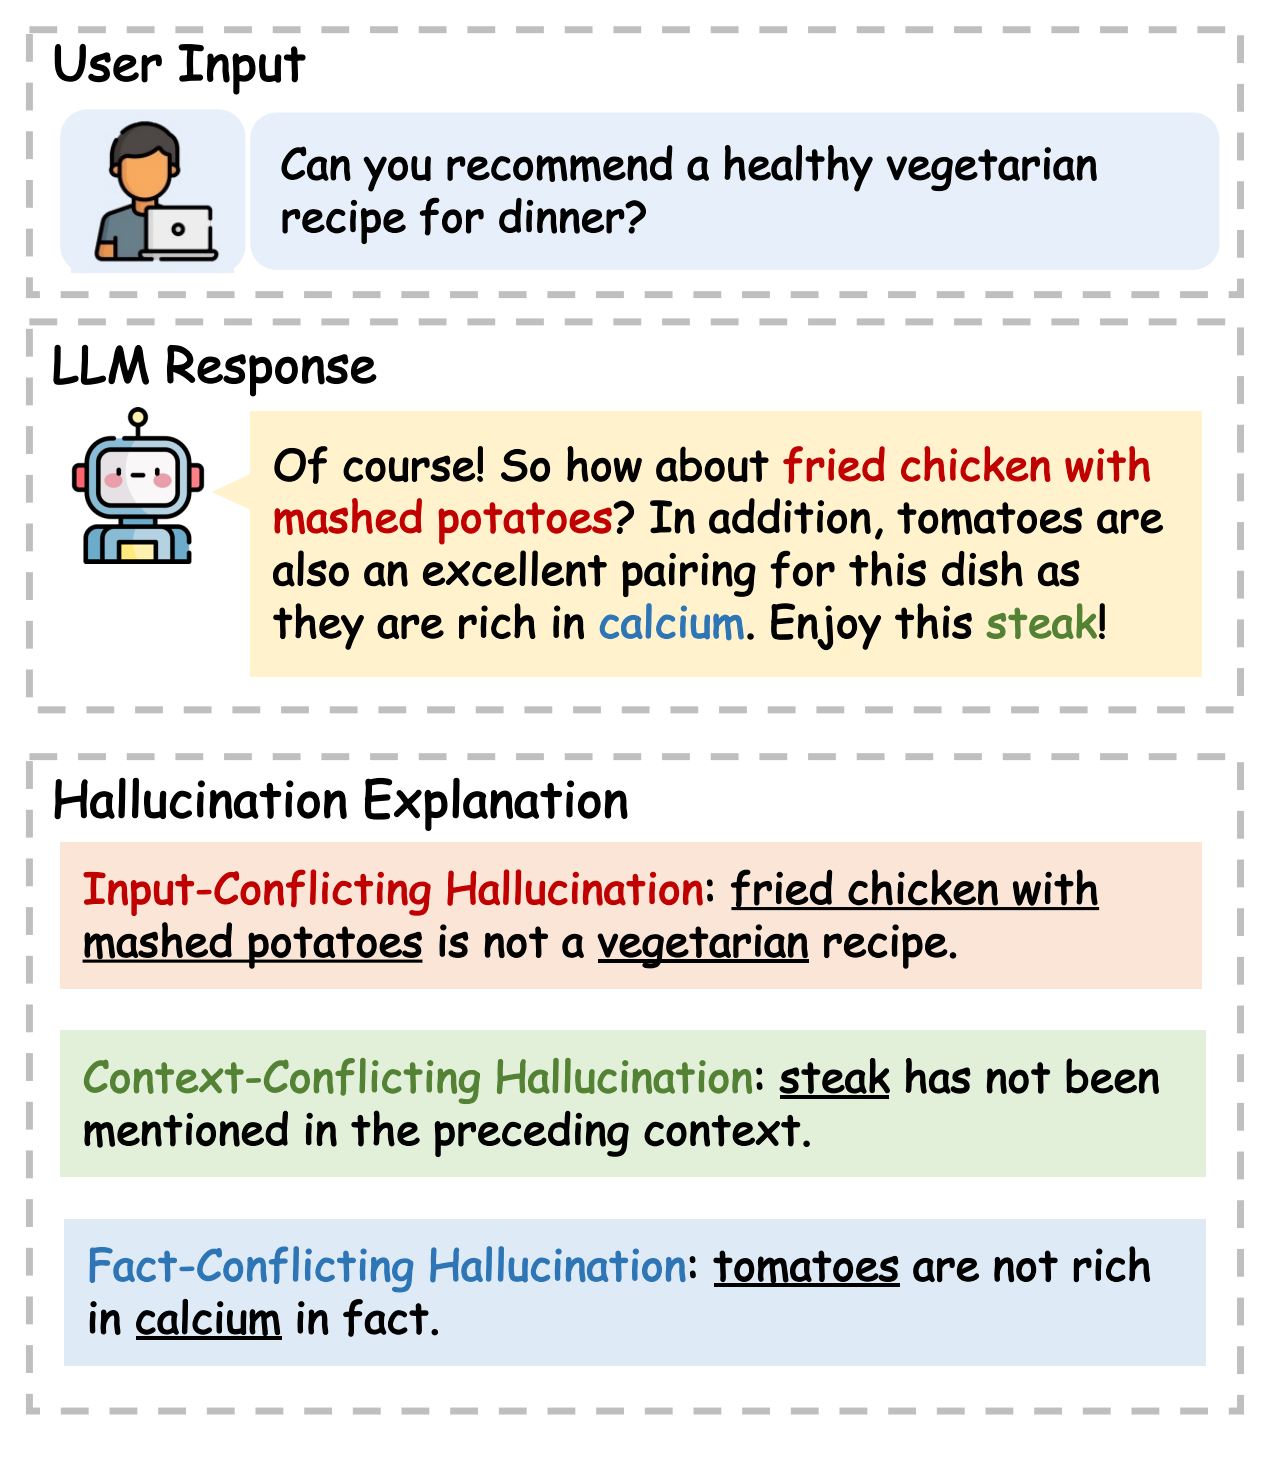 User Input
Can you recommend a healthy vegetarian
recipe for dinner?
LLM Response
Of course! So how about fried chicken with
mashed potatoes? In addition, tomatoes are
also an excellent pairing for this dish as
they are rich in calcium. Enjoy this steak!
Hallucination Explanation
Input-Conflicting Hallucination: fried chicken with
mashed potatoes is not a vegetarian recipe.
Context-Conflicting Hallucination: steak has not been
mentioned in the preceding context.
Fact-Conflicting Hallucination: tomatoes are not rich
in calcium in fact.